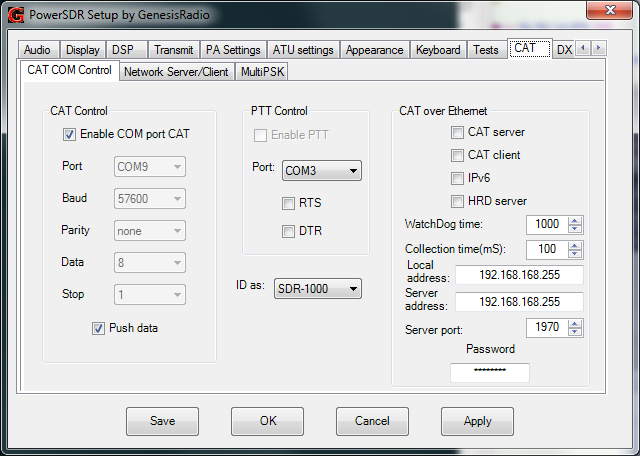 PowerSDR Setup by GenesisRadio
Audio Display DSP Transmit PA Settings ATU settings Appearance Keyboard Tests CAT DX
CAT COM Control Network Server/Client MultiPSK
CAT Control
Enable COM port CAT
Port COM9
Baud 57600
Parity none
Data 8
Stop 1
Push data
PTT Control
Enable PTT
Port: COM3
RTS
DTR
ID as: SDR-1000
CAT over Ethernet
CAT server
CAT client
IPv6
HRD server
WatchDog time: 1000
Collection time(mS): 100
Local
address: 192.168.168.255
Server
address: 192.168.168.255
Server port: 1970
Password
********
Save OK Cancel Apply